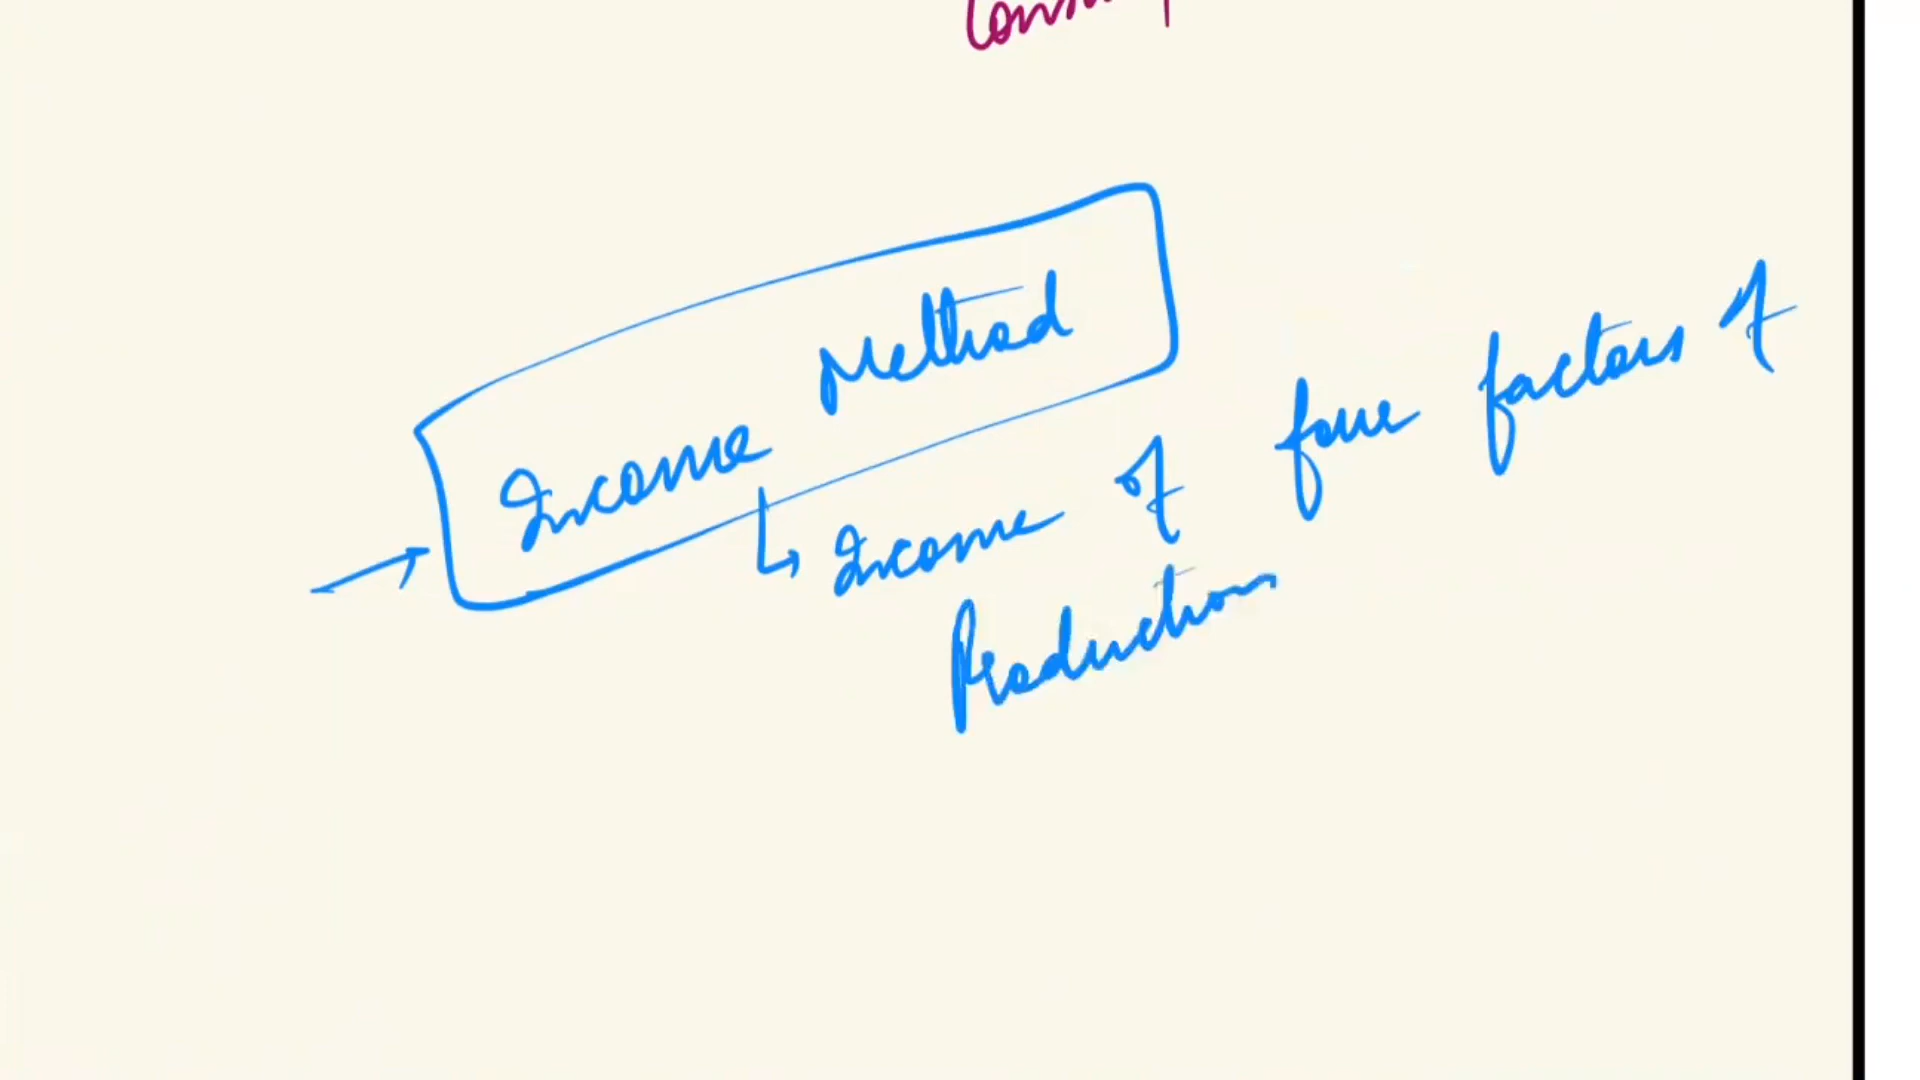 Income Method
↳ Income of four factors of
Production